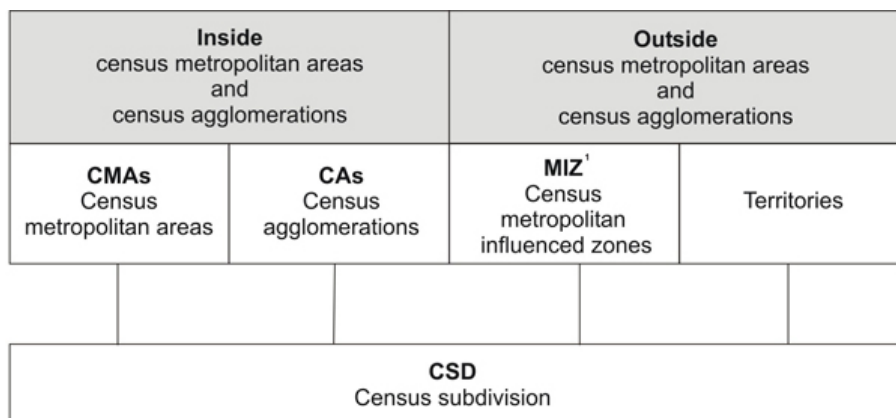 Inside
census metropolitan areas
and
census agglomerations
Outside
census metropolitan areas
and
census agglomerations
CMAs
Census
metropolitan areas
CAs
Census
agglomerations
MIZ¹
Census
metropolitan
influenced zones
Territories
CSD
Census subdivision